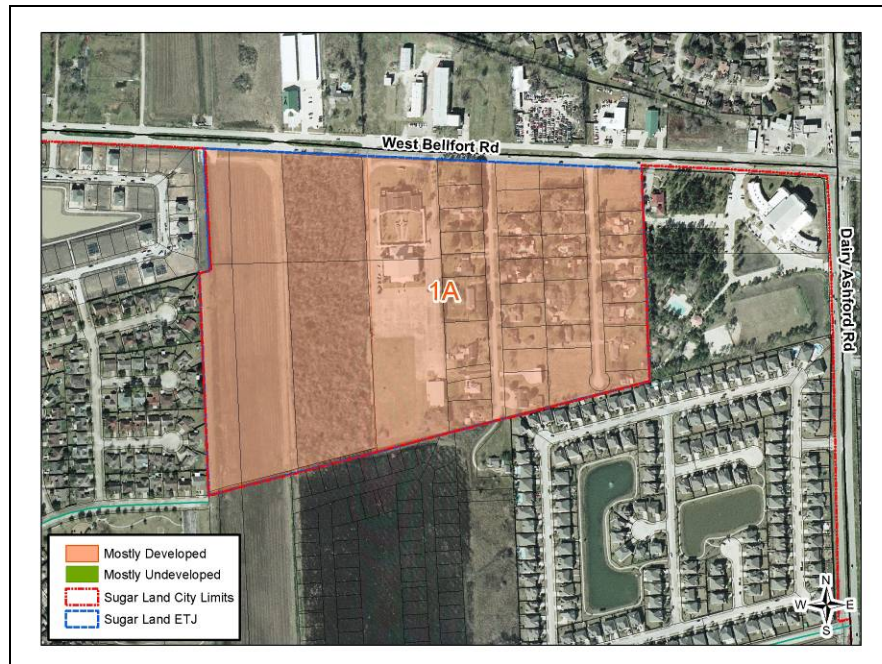 West Bellfort Rd
Dairy Ashford Rd
1A
Mostly Developed
Mostly Undeveloped
Sugar Land City Limits
Sugar Land ETJ
N
W E
S